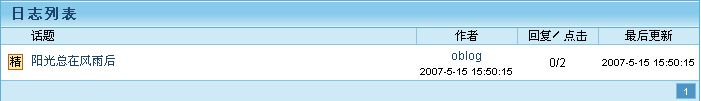 日志列表
话题 作者 回复/点击 最后更新
精 阳光总在风雨后 oblog 2007-5-15 15:50:15 0/2 2007-5-15 15:50:15
1